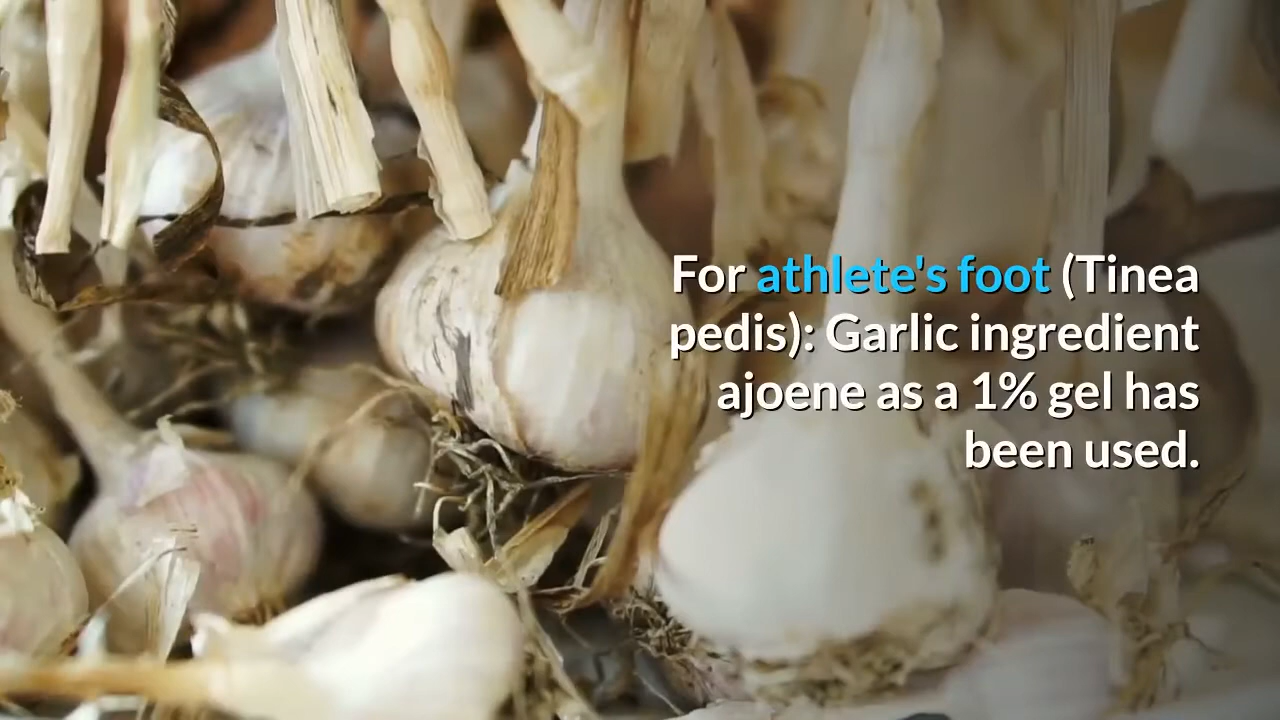 For athlete's foot (Tinea
pedis): Garlic ingredient
ajoene as a 1% gel has
been used.